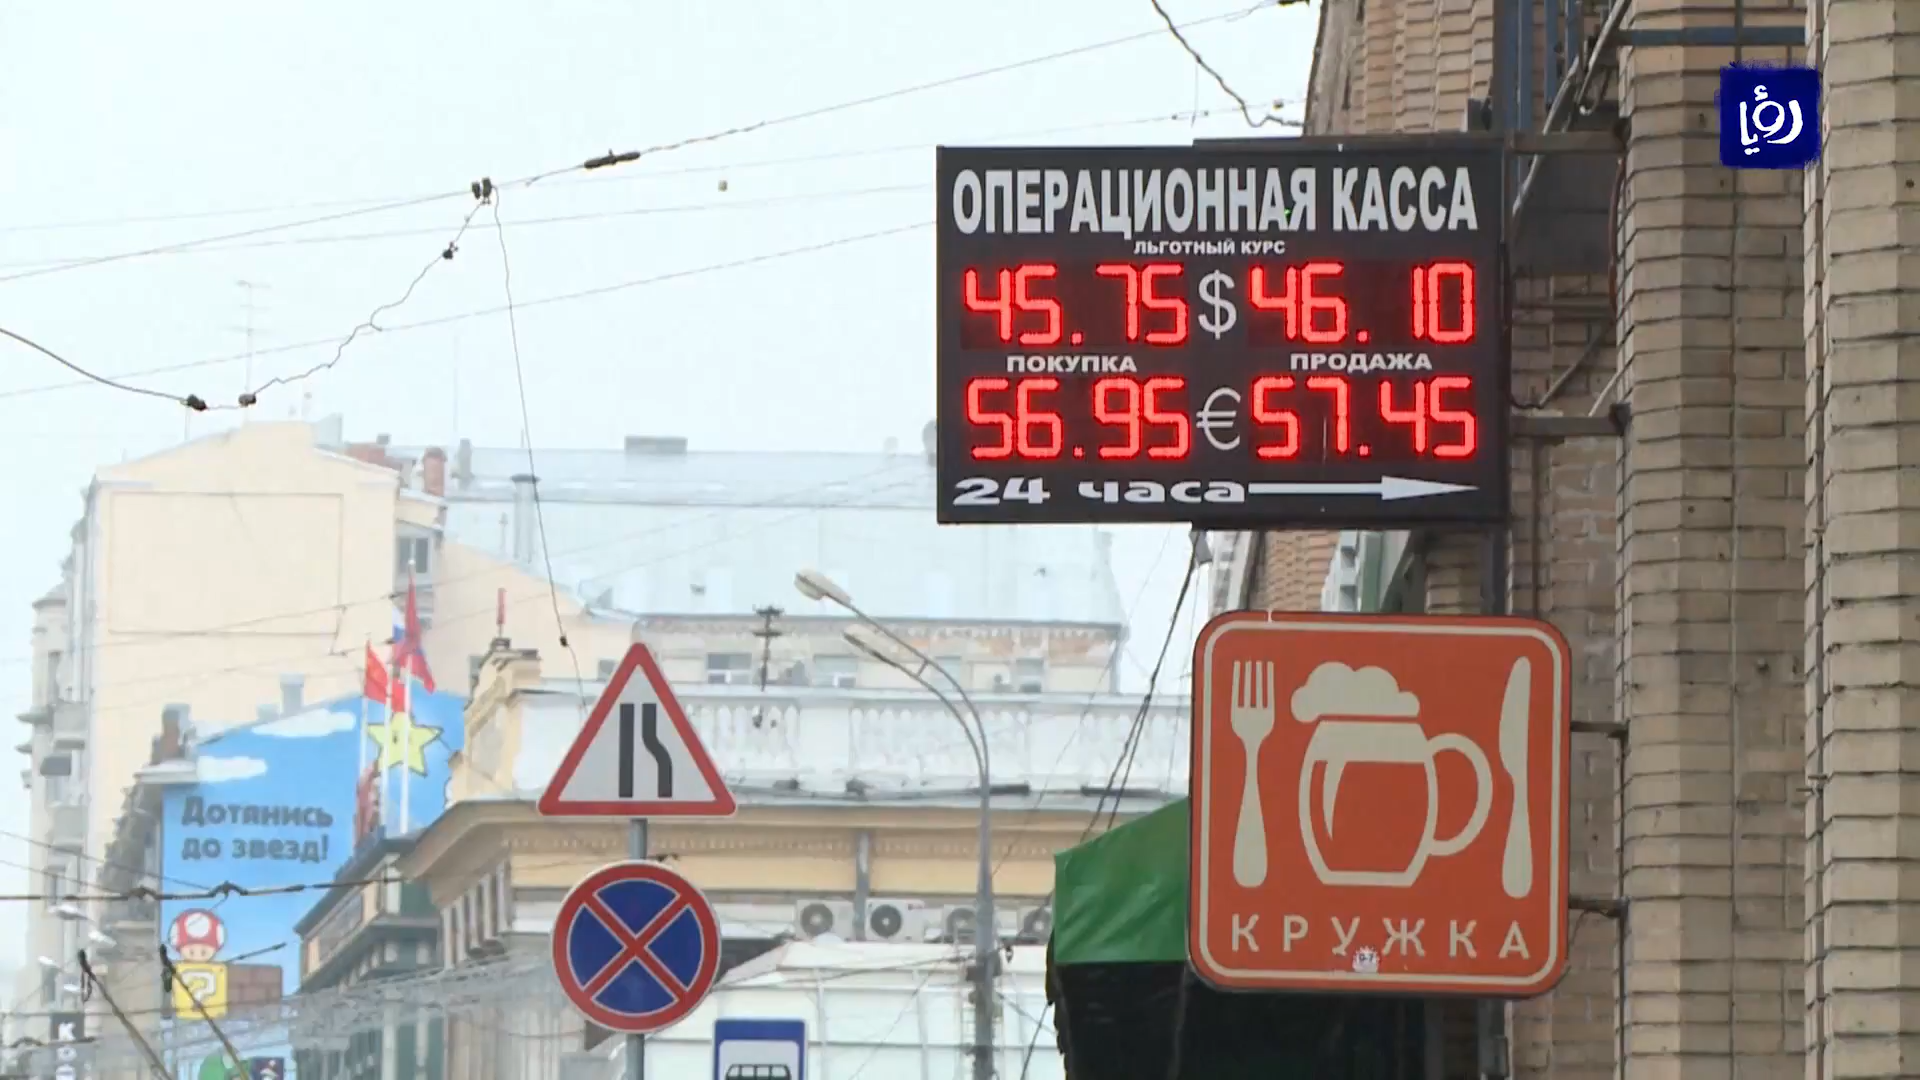 رؤيا
ОПЕРАЦИОННАЯ КАССА
ЛЬГОТНЫЙ КУРС
45.75 $ 46.10
ПОКУПКА ПРОДАЖА
56.95 € 57.45
24 часа
Дотянись
до звезд!
?
КРУЖКА